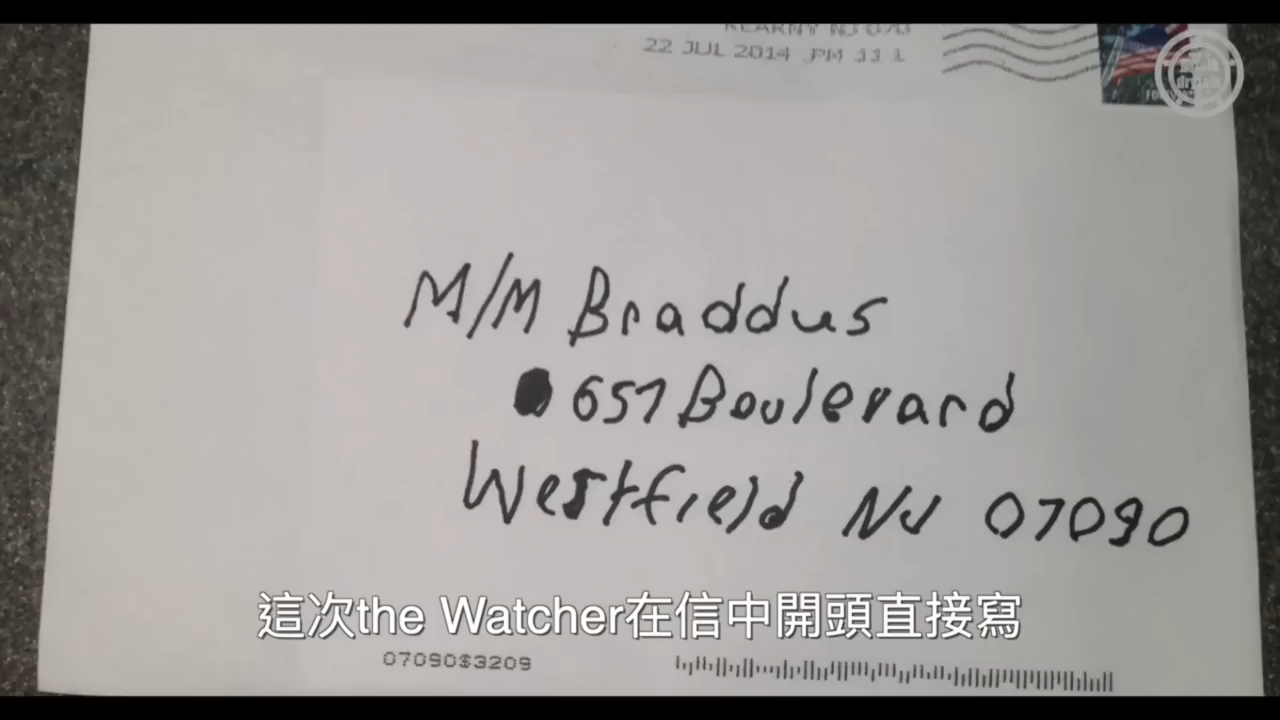 22 JUL 2014 PM 11 L
M/M Braddus
657 Boulevard
Westfield NJ 07090
這次the Watcher在信中開頭直接寫
07090$3209